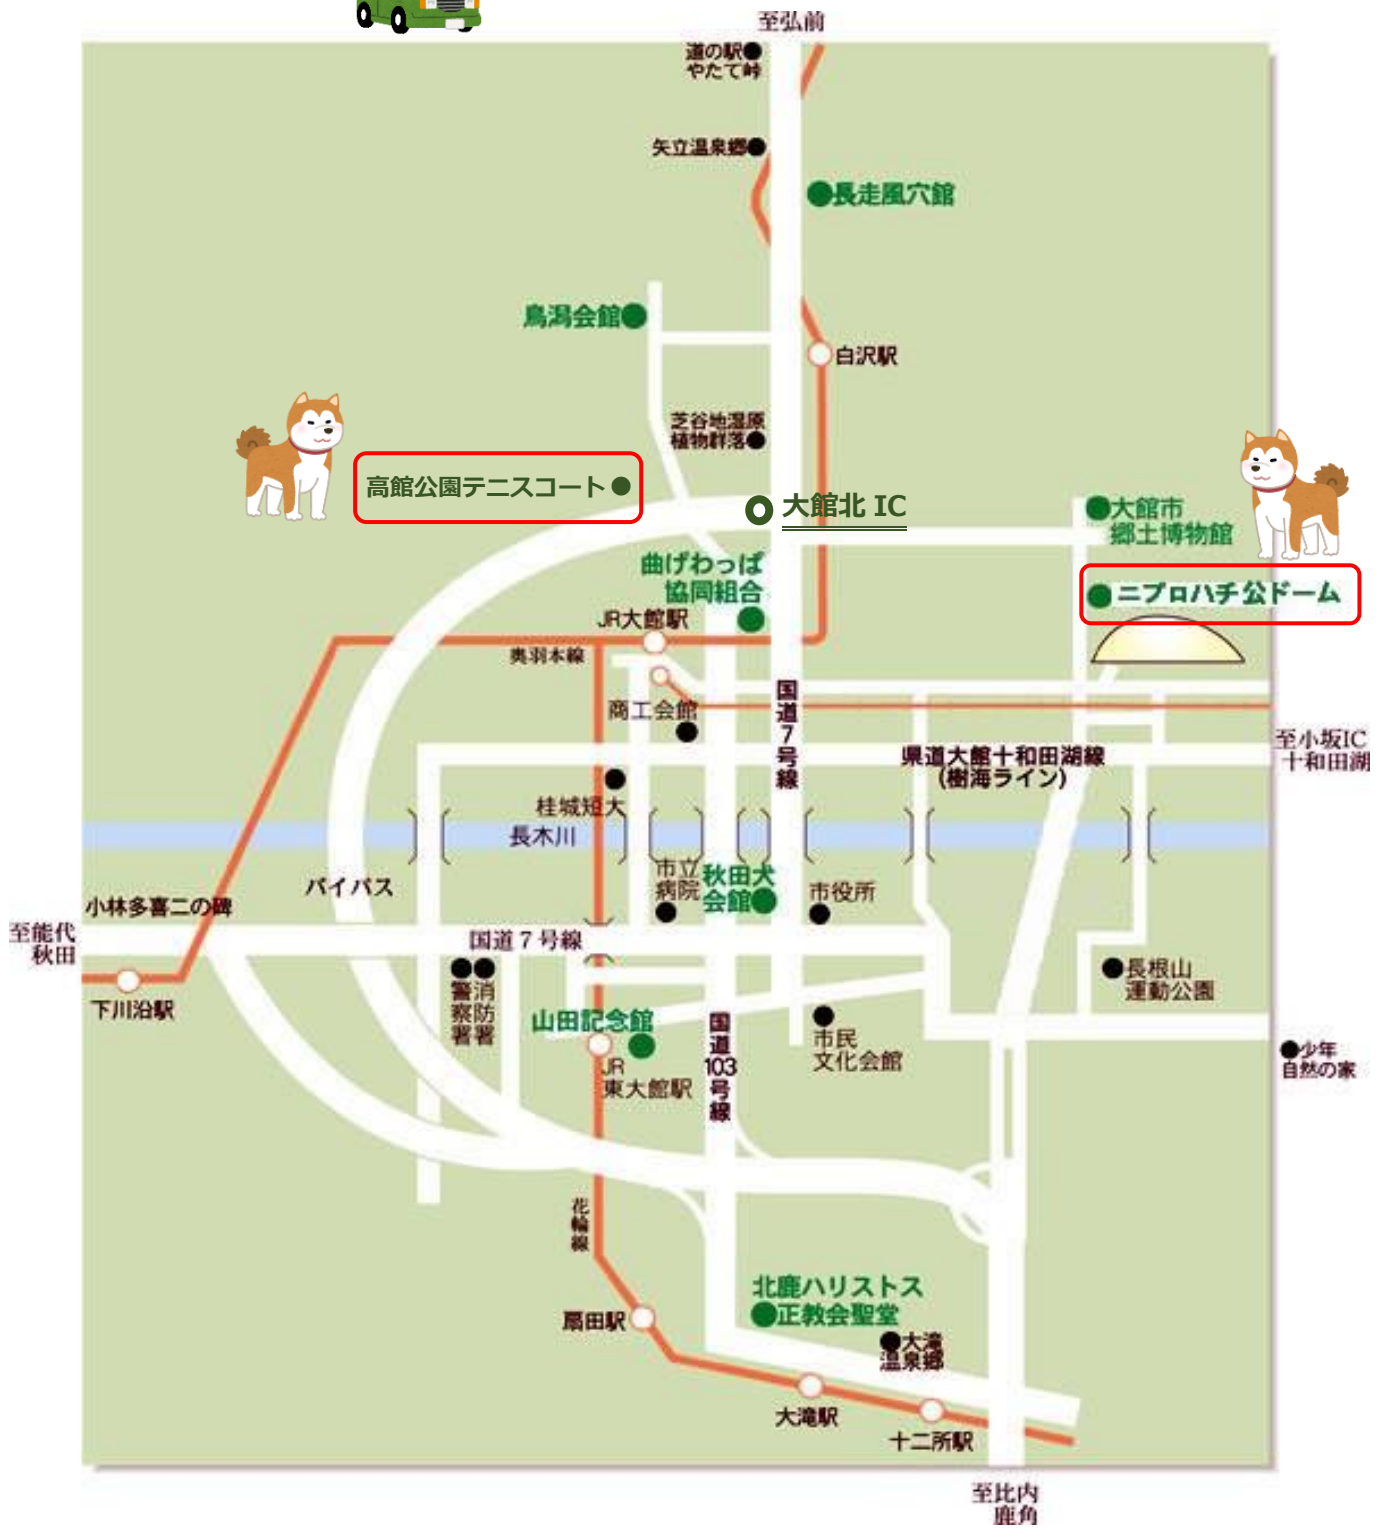 至弘前
道の駅
やたて峠
矢立温泉郷
長走風穴館
鳥潟会館
白沢駅
芝谷地湿原
植物群落
高館公園テニスコート
大館北 IC
大館市
郷土博物館
曲げわっぱ
協同組合
ニプロハチ公ドーム
JR大館駅
奥羽本線
商工会館
国道7号線
至小坂IC
十和田湖
県道大館十和田湖線
(樹海ライン)
桂城短大
長木川
バイパス
市立
病院
秋田犬
会館
市役所
小林多喜二の碑
至能代
秋田
国道7号線
下川沿駅
警察署
消防署
長根山
運動公園
山田記念館
JR
東大館駅
国道103号線
市民
文化会館
少年
自然の家
花輪線
扇田駅
北鹿ハリストス
正教会聖堂
大滝
温泉郷
大滝駅
十二所駅
至比内
鹿角